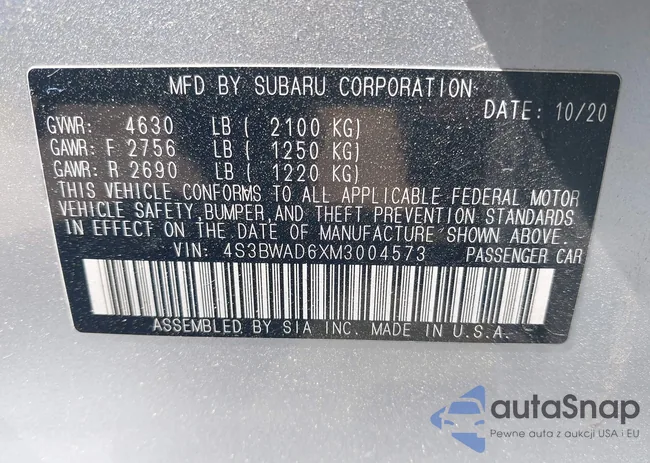 MFD BY SUBARU CORPORATION
DATE: 10/20
GVWR: 4630 LB ( 2100 KG)
GAWR: F 2756 LB ( 1250 KG)
GAWR: R 2690 LB ( 1220 KG)
THIS VEHICLE CONFORMS TO ALL APPLICABLE FEDERAL MOTOR
VEHICLE SAFETY, BUMPER, AND THEFT PREVENTION STANDARDS
IN EFFECT ON THE DATE OF MANUFACTURE SHOWN ABOVE.
VIN: 4S3BWAD6XM3004573 PASSENGER CAR
ASSEMBLED BY SIA INC. MADE IN U.S.A.
autaSnap
Pewne auta z aukcji USA i EU